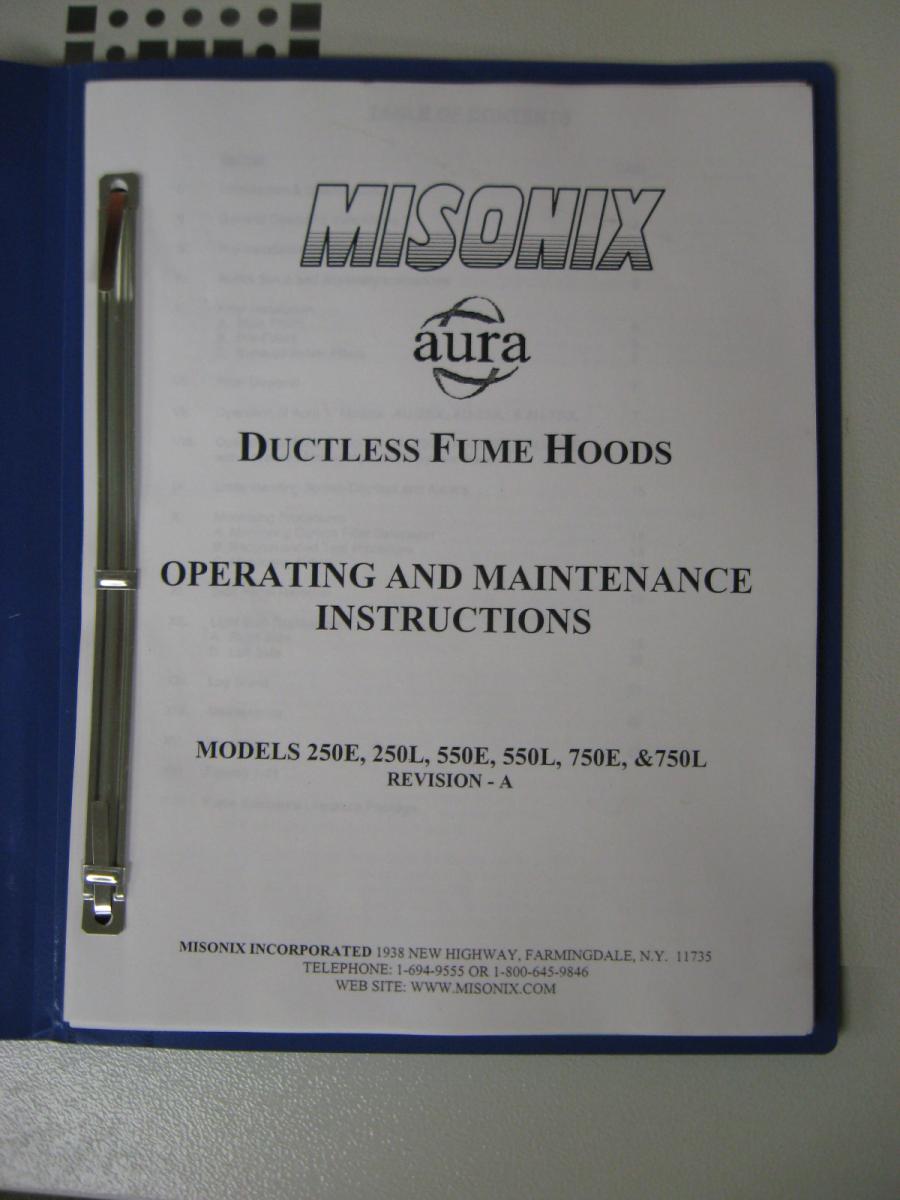 MISONIX
aura
DUCTLESS FUME HOODS
OPERATING AND MAINTENANCE
INSTRUCTIONS
MODELS 250E, 250L, 550E, 550L, 750E, &750L
REVISION - A
MISONIX INCORPORATED 1938 NEW HIGHWAY, FARMINGDALE, N.Y. 11735
TELEPHONE: 1-694-9555 OR 1-800-645-9846
WEB SITE: WWW.MISONIX.COM